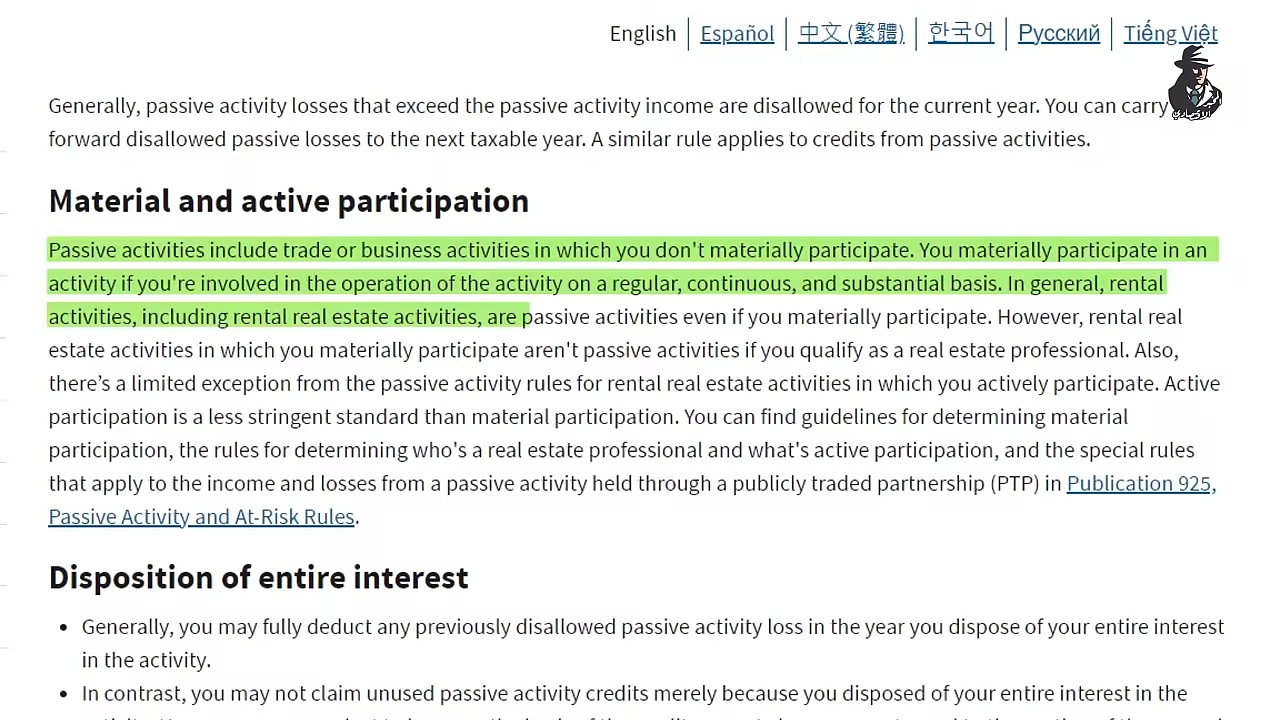 English | Español | 中文 (繁體) | 한국어 | Русский | Tiếng Việt
Generally, passive activity losses that exceed the passive activity income are disallowed for the current year. You can carry
forward disallowed passive losses to the next taxable year. A similar rule applies to credits from passive activities.
Material and active participation
Passive activities include trade or business activities in which you don't materially participate. You materially participate in an
activity if you're involved in the operation of the activity on a regular, continuous, and substantial basis. In general, rental
activities, including rental real estate activities, are passive activities even if you materially participate. However, rental real
estate activities in which you materially participate aren't passive activities if you qualify as a real estate professional. Also,
there’s a limited exception from the passive activity rules for rental real estate activities in which you actively participate. Active
participation is a less stringent standard than material participation. You can find guidelines for determining material
participation, the rules for determining who's a real estate professional and what's active participation, and the special rules
that apply to the income and losses from a passive activity held through a publicly traded partnership (PTP) in Publication 925,
Passive Activity and At-Risk Rules.
Disposition of entire interest
• Generally, you may fully deduct any previously disallowed passive activity loss in the year you dispose of your entire interest
in the activity.
• In contrast, you may not claim unused passive activity credits merely because you disposed of your entire interest in the